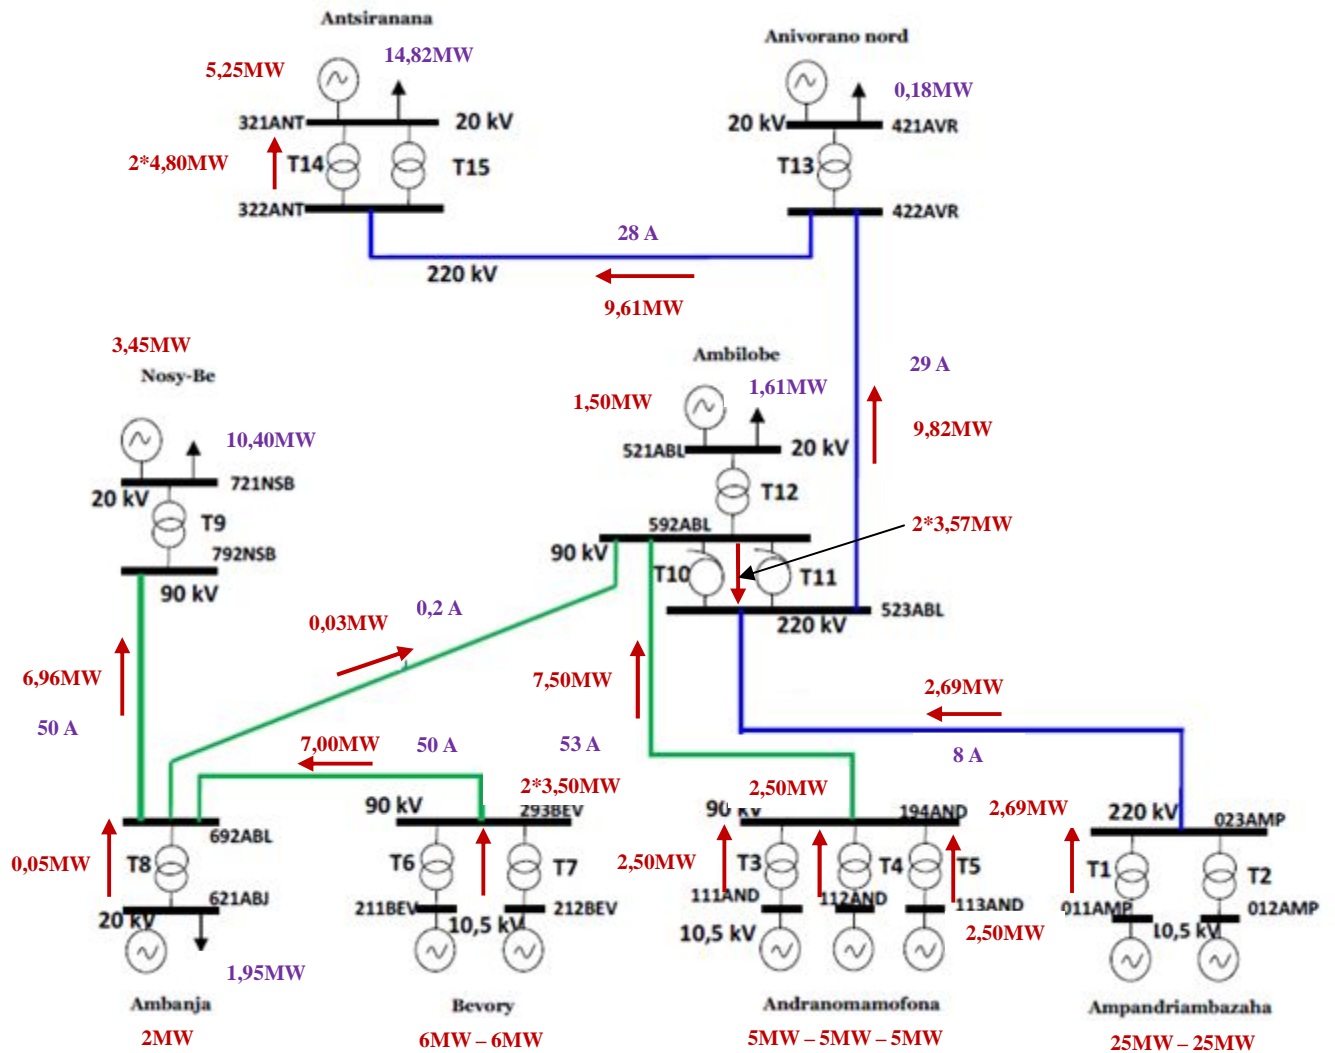 Antsiranana
5,25MW
14,82MW
321ANT
20 kV
2*4,80MW
T14
T15
322ANT
Anivorano nord
0,18MW
20 kV
421AVR
T13
422AVR
28 A
220 kV
9,61MW
3,45MW
Nosy-Be
10,40MW
721NSB
20 kV
T9
792NSB
90 kV
Ambilobe
1,50MW
1,61MW
521ABL
20 kV
T12
592ABL
90 kV
2*3,57MW
T10
T11
523ABL
220 kV
29 A
9,82MW
0,2 A
0,03MW
6,96MW
50 A
7,50MW
2,69MW
8 A
7,00MW
50 A
53 A
692ABL
0,05MW
T8
621ABJ
20 kV
1,95MW
Ambanja
2MW
2*3,50MW
90 kV
293BEV
T6
T7
211BEV
10,5 kV
212BEV
Bevory
6MW – 6MW
2,50MW
90 kV
194AND
2,50MW
T3
T4
T5
111AND
112AND
113AND
10,5 kV
2,50MW
Andranomamofona
5MW – 5MW – 5MW
2,69MW
220 kV
023AMP
T1
T2
011AMP
10,5 kV
012AMP
Ampandriambazaha
25MW – 25MW